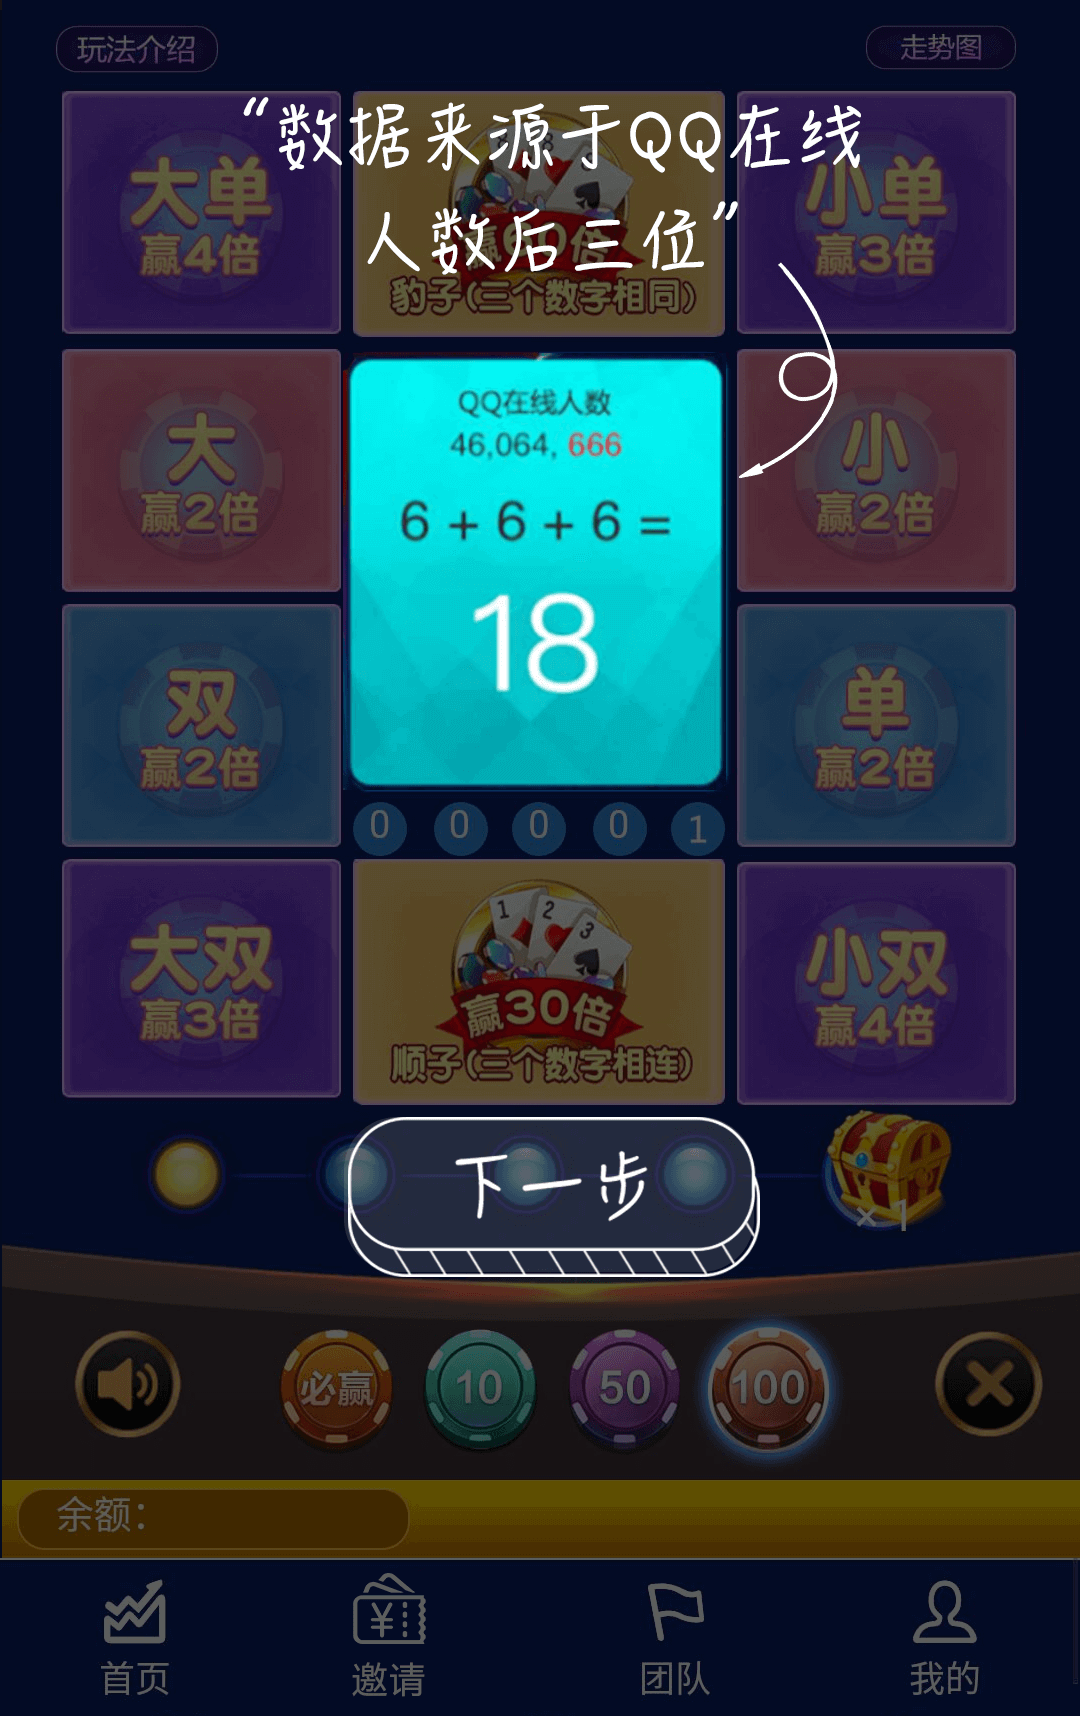 玩法介绍
走势图
“数据来源于QQ在线
人数后三位”
大单
赢4倍
豹子(三个数字相同)
小单
赢3倍
大
赢2倍
QQ在线人数
46,064, 666
6 + 6 + 6 =
18
小
赢2倍
双
赢2倍
单
赢2倍
0 0 0 0 1
大双
赢3倍
1 2 3
赢30倍
顺子(三个数字相连)
小双
赢4倍
× 1
下一步
必赢
10
50
100
余额:
首页
邀请
团队
我的